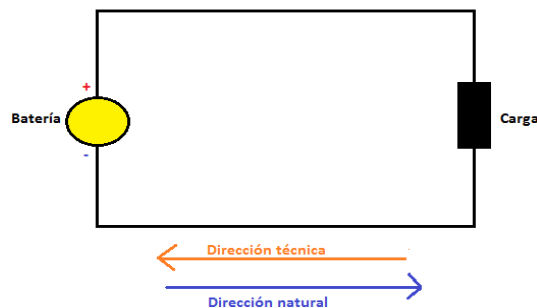 +
Batería
-
Carga
Dirección técnica
Dirección natural